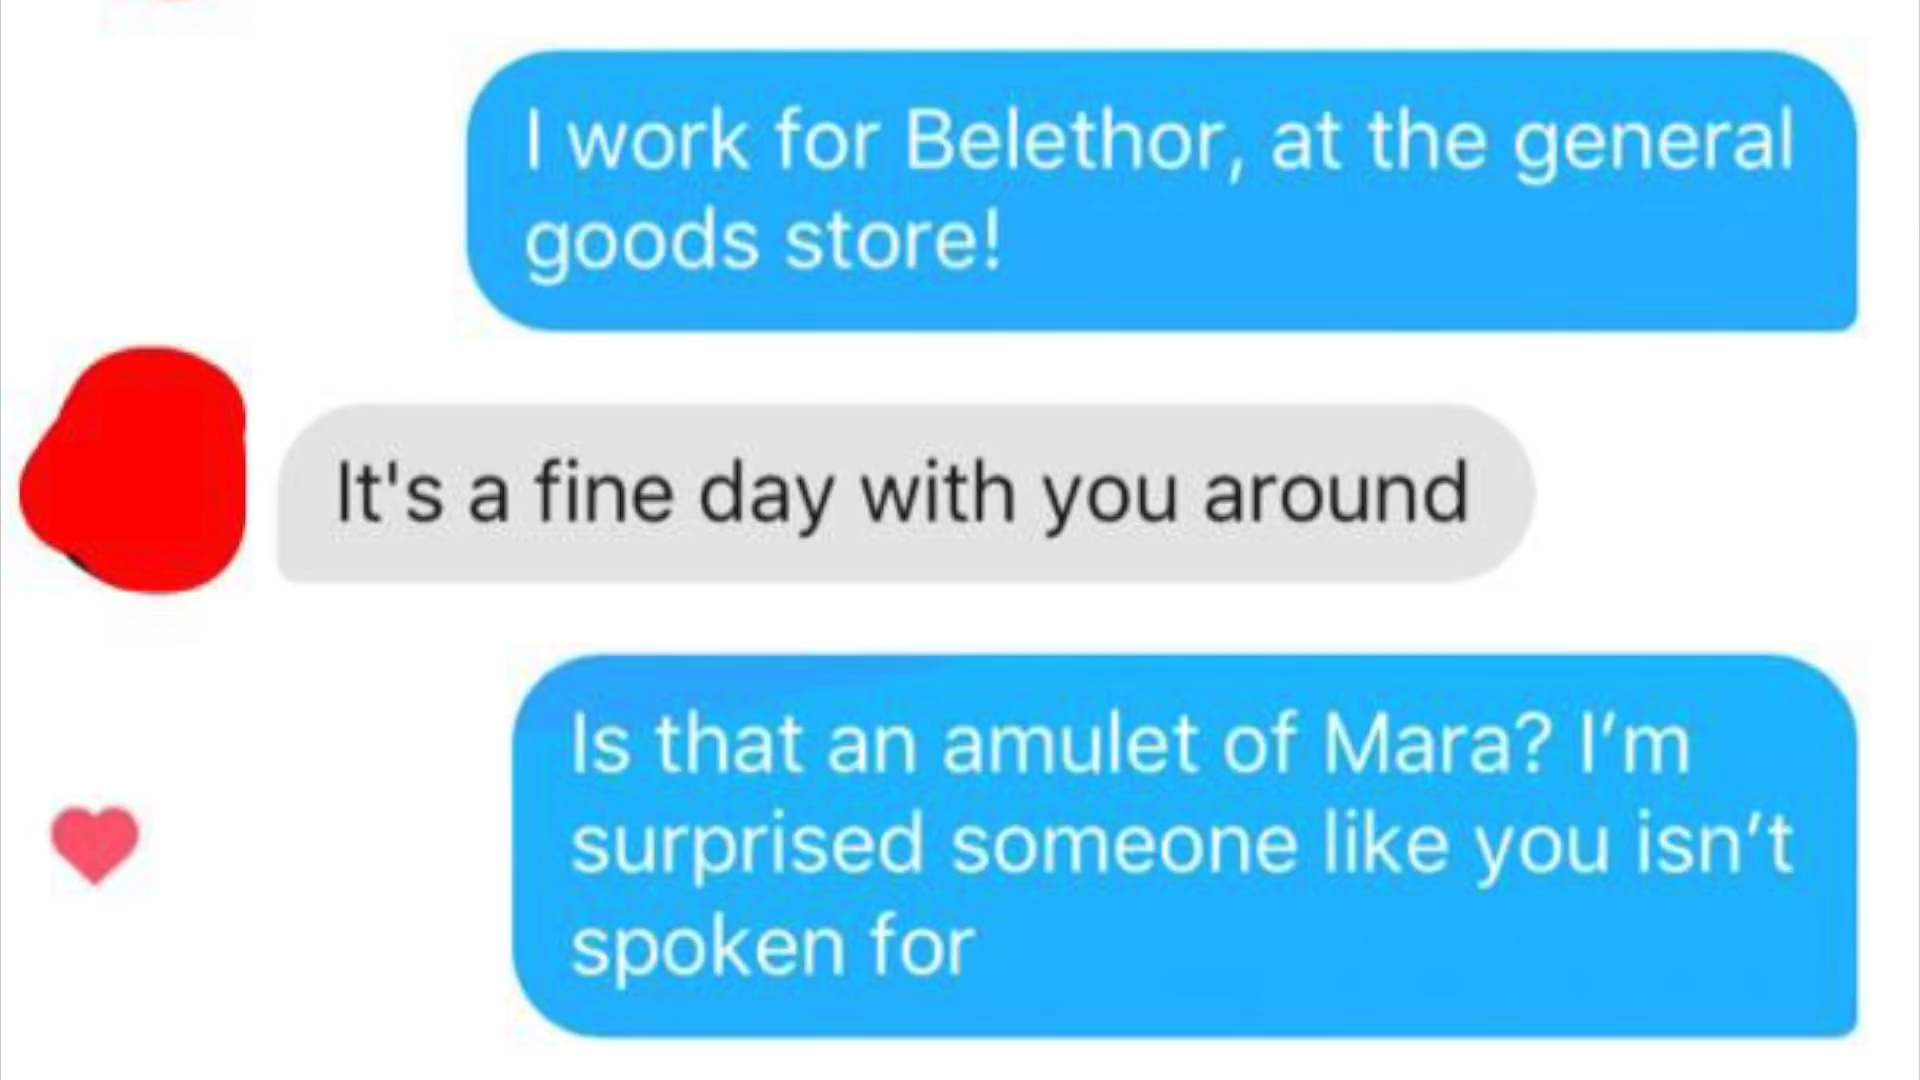 I work for Belethor, at the general
goods store!
It's a fine day with you around
Is that an amulet of Mara? I’m
surprised someone like you isn’t
spoken for